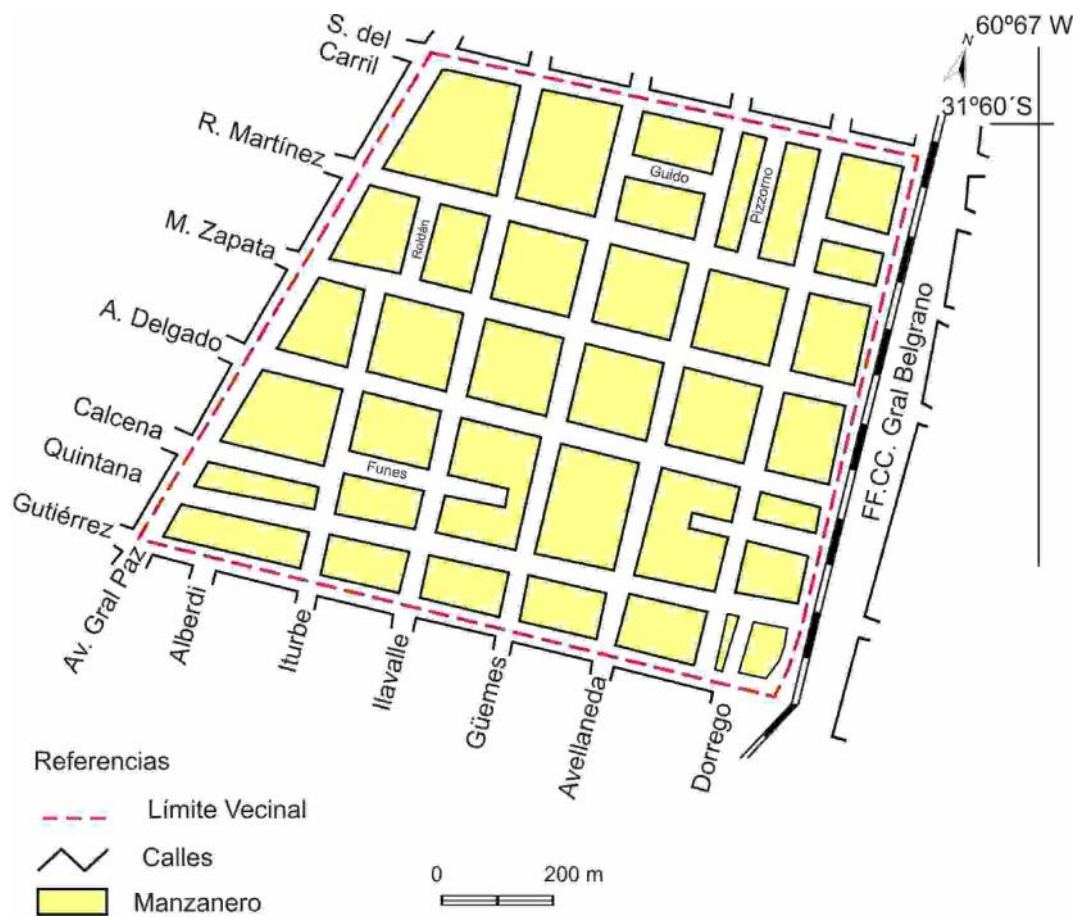 60º67 W
N
31º60´S
S. del
Carril
R. Martínez
M. Zapata
A. Delgado
Calcena
Quintana
Gutiérrez
Guido
Pizzorno
Roldán
Funes
FF.CC. Gral Belgrano
Av. Gral Paz
Alberdi
Iturbe
Ilavalle
Güemes
Avellaneda
Dorrego
Referencias
Límite Vecinal
Calles
Manzanero
0 200 m